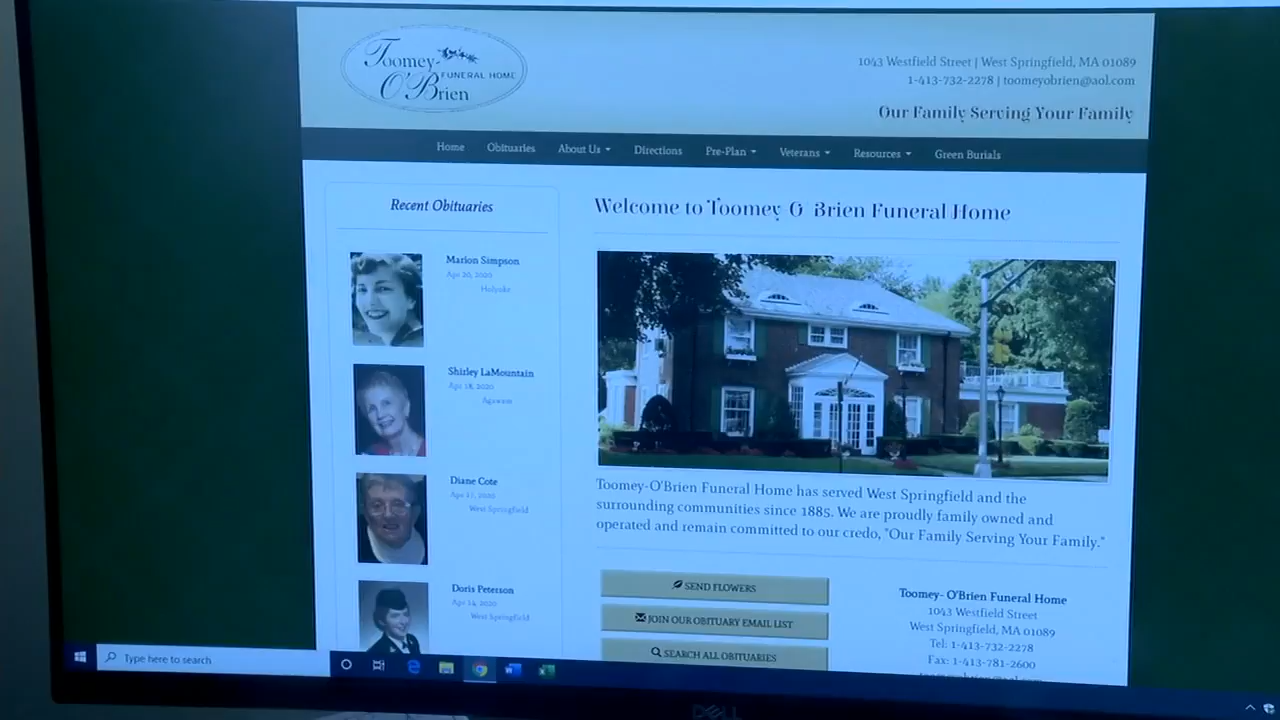 Toomey-
FUNERAL HOME
O'Brien
1043 Westfield Street | West Springfield, MA 01089
1-413-732-2278 | toomeyobrien@aol.com
Our Family Serving Your Family
Home Obituaries About Us Directions Pre-Plan Veterans Resources Green Burials
Recent Obituaries
Marion Simpson
Apr 20, 2020
Holyoke
Shirley LaMountain
Apr 18, 2020
Agawam
Diane Cote
Apr 17, 2020
West Springfield
Doris Peterson
Apr 14, 2020
West Springfield
Welcome to Toomey O Brien Funeral Home
Toomey-O'Brien Funeral Home has served West Springfield and the
surrounding communities since 1885. We are proudly family owned and
operated and remain committed to our credo, "Our Family Serving Your Family."
SEND FLOWERS
JOIN OUR OBITUARY EMAIL LIST
SEARCH ALL OBITUARIES
Toomey- O'Brien Funeral Home
1043 Westfield Street
West Springfield, MA 01089
Tel: 1-413-732-2278
Fax: 1-413-781-2600
Type here to search
DELL